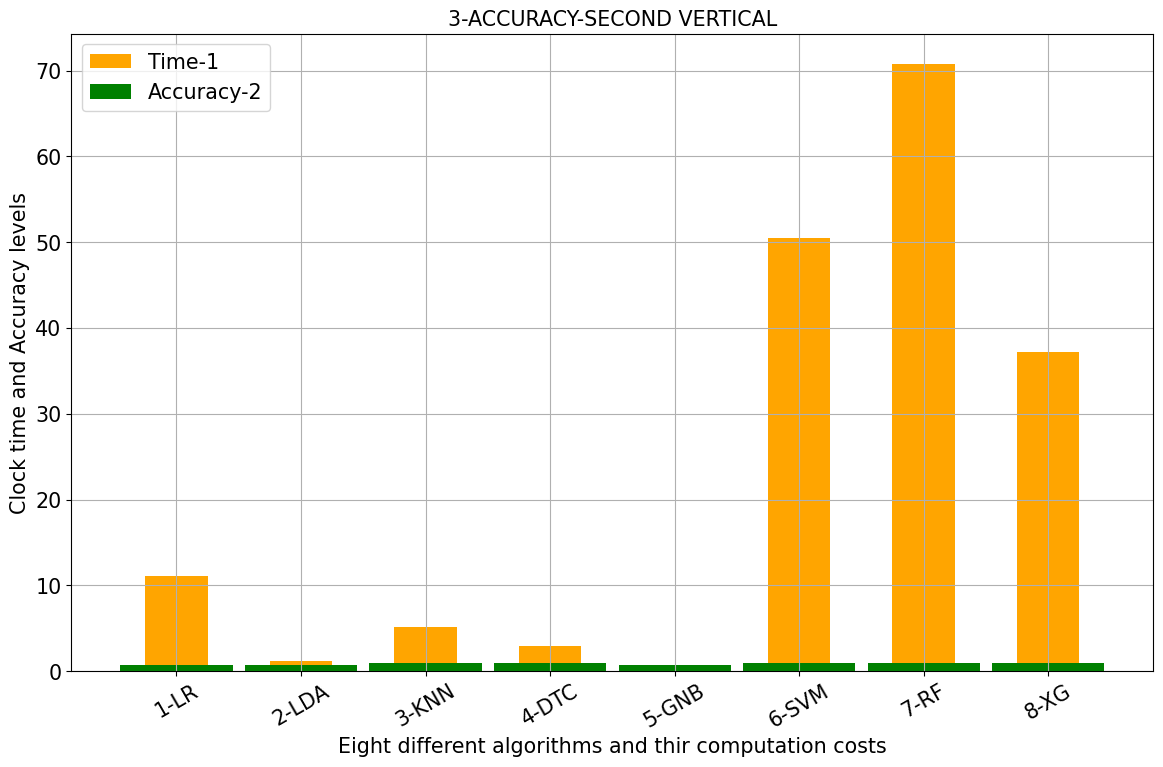 3-ACCURACY-SECOND VERTICAL
Time-1
Accuracy-2
Clock time and Accuracy levels
70
60
50
40
30
20
10
0
1-LR
2-LDA
3-KNN
4-DTC
5-GNB
6-SVM
7-RF
8-XG
Eight different algorithms and thir computation costs